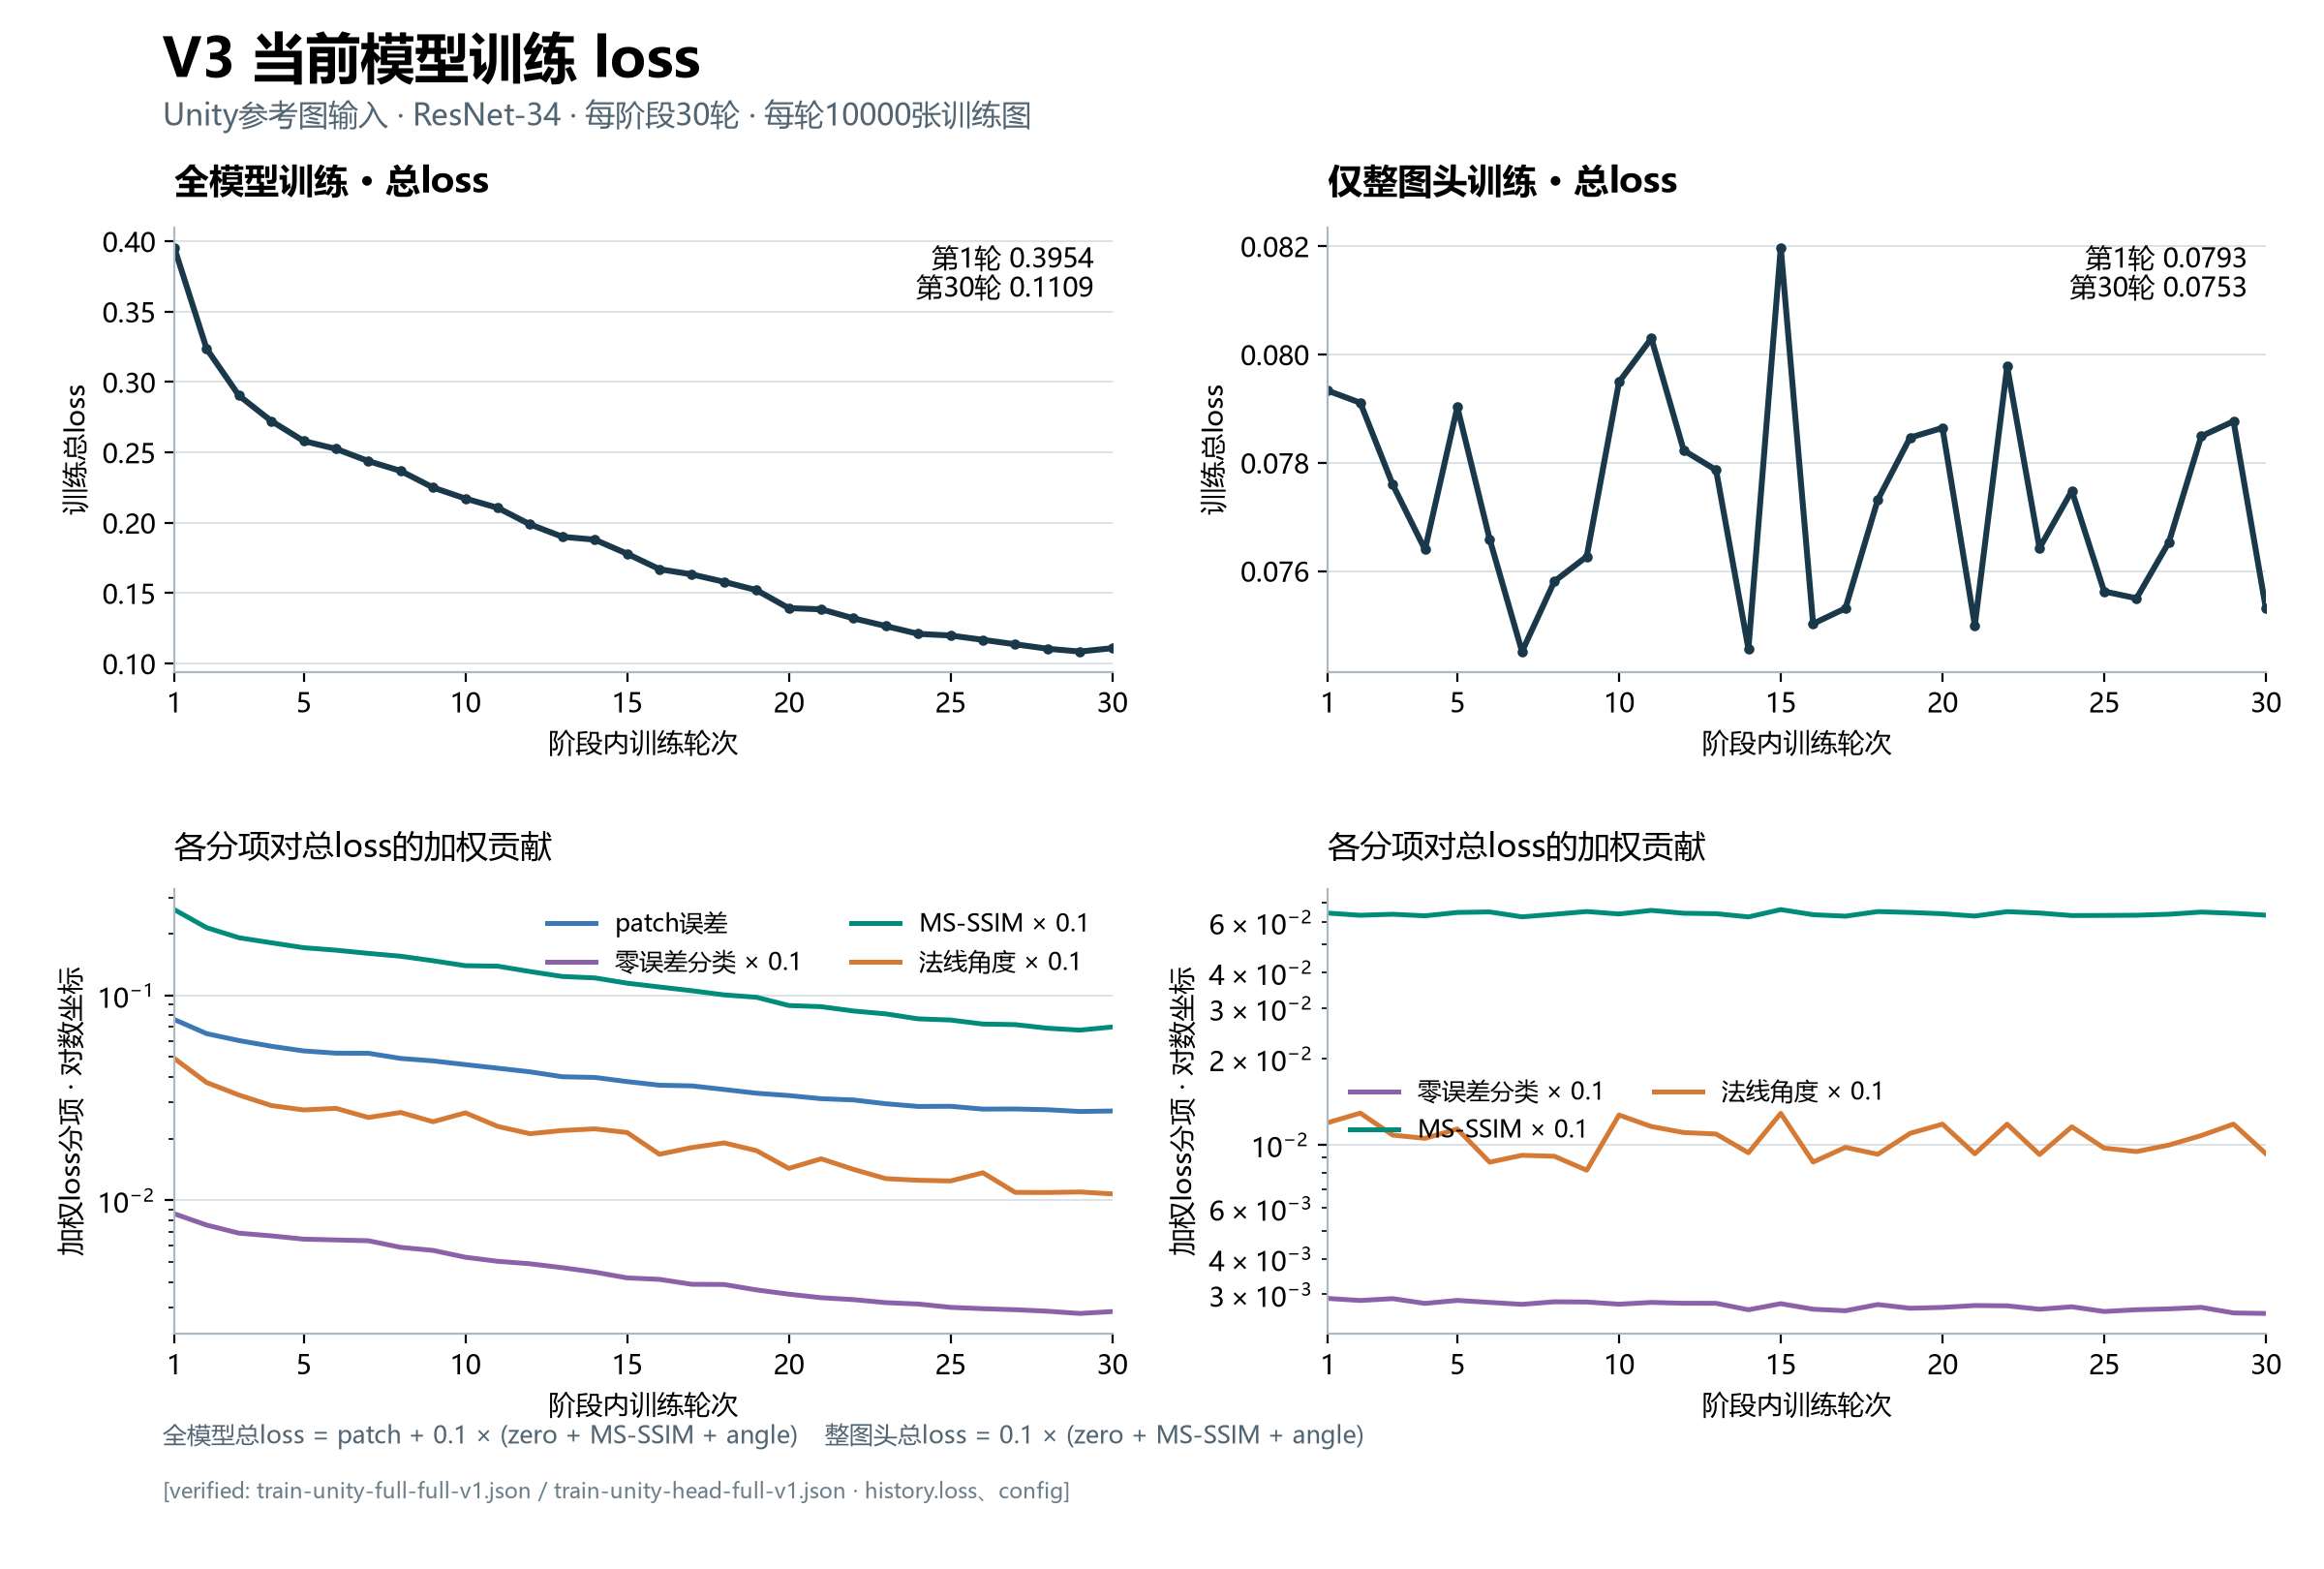 V3 当前模型训练 loss
Unity参考图输入 · ResNet-34 · 每阶段30轮 · 每轮10000张训练图
全模型训练 • 总loss
训练总loss
0.40
0.35
0.30
0.25
0.20
0.15
0.10
第1轮 0.3954
第30轮 0.1109
1 5 10 15 20 25 30
阶段内训练轮次
仅整图头训练 • 总loss
训练总loss
0.082
0.080
0.078
0.076
第1轮 0.0793
第30轮 0.0753
1 5 10 15 20 25 30
阶段内训练轮次
各分项对总loss的加权贡献
加权loss分项 · 对数坐标
10⁻¹
10⁻²
patch误差 MS-SSIM × 0.1
零误差分类 × 0.1 法线角度 × 0.1
1 5 10 15 20 25 30
阶段内训练轮次
各分项对总loss的加权贡献
加权loss分项 · 对数坐标
6 × 10⁻²
4 × 10⁻²
3 × 10⁻²
2 × 10⁻²
10⁻²
6 × 10⁻³
4 × 10⁻³
3 × 10⁻³
零误差分类 × 0.1 法线角度 × 0.1
MS-SSIM × 0.1
1 5 10 15 20 25 30
阶段内训练轮次
全模型总loss = patch + 0.1 × (zero + MS-SSIM + angle) 整图头总loss = 0.1 × (zero + MS-SSIM + angle)
[verified: train-unity-full-full-v1.json / train-unity-head-full-v1.json · history.loss、config]